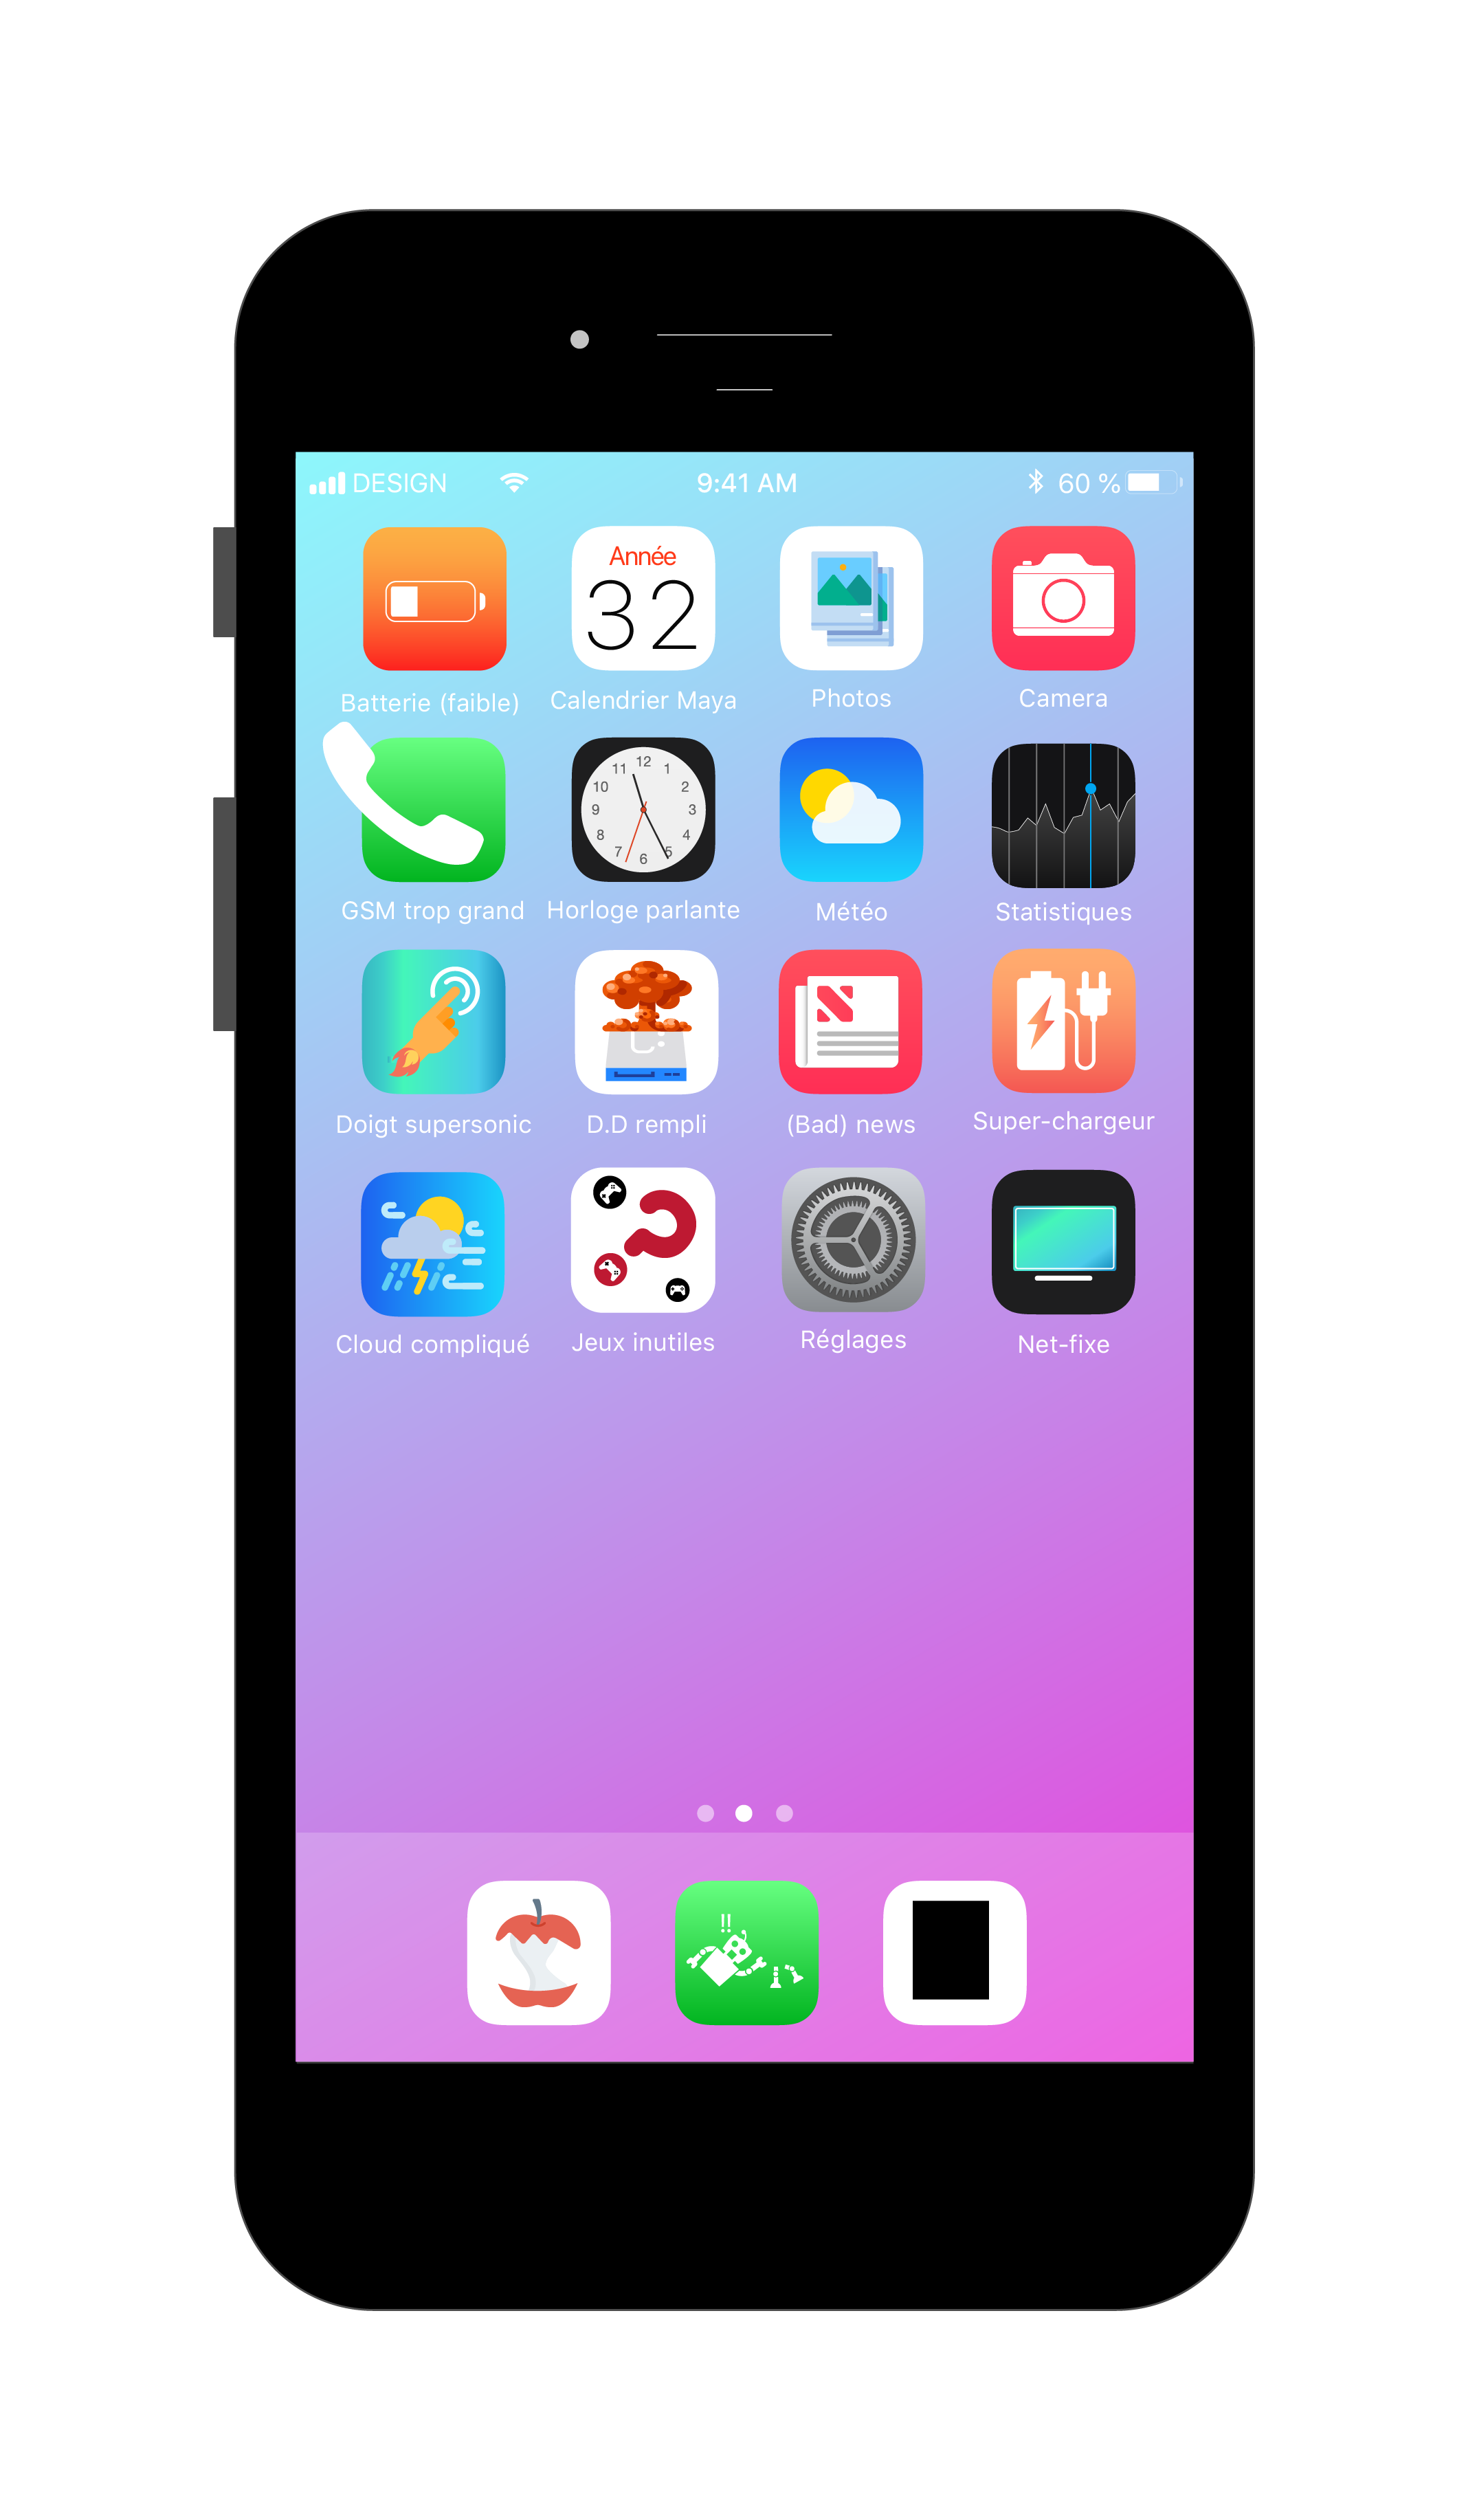 DESIGN 9:41 AM 60 %
Année
32
Batterie (faible) Calendrier Maya Photos Camera
12
11 1
10 2
9 3
8 4
7 5
6
GSM trop grand Horloge parlante Météo Statistiques
Doigt supersonic D.D rempli (Bad) news Super-chargeur
Cloud compliqué Jeux inutiles Réglages Net-fixe
!!